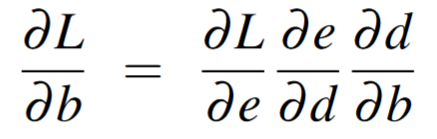 ∂L/∂b = ∂L/∂e ∂e/∂d ∂d/∂b